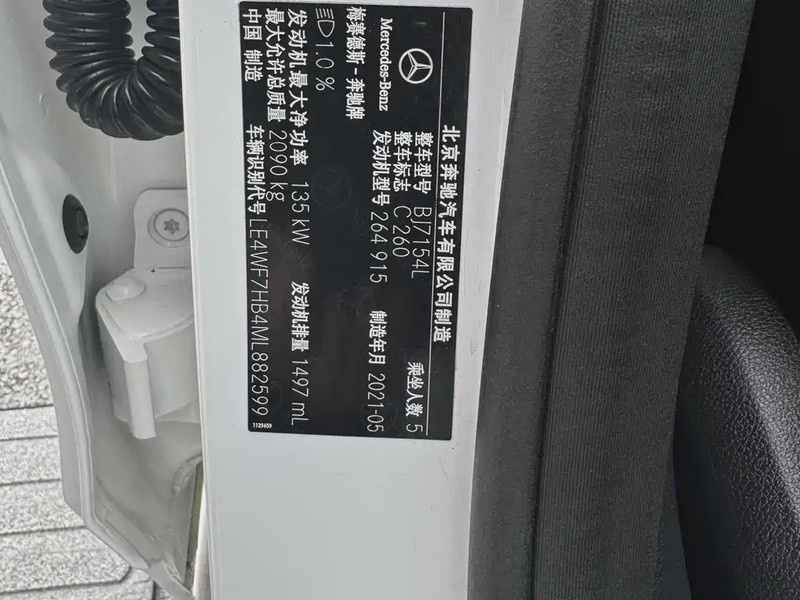 北京奔驰汽车有限公司制造
Mercedes-Benz
整车型号 BJ7154L 乘坐人数 5
整车标志 C 260
梅赛德斯-奔驰牌 发动机型号 264 915 制造年月 2021-05
1.0 %
发动机最大净功率 135 kW 发动机排量 1497 mL
最大允许总质量 2090 kg
中国 制造 车辆识别代号 LE4WF7HB4ML882599
1129659